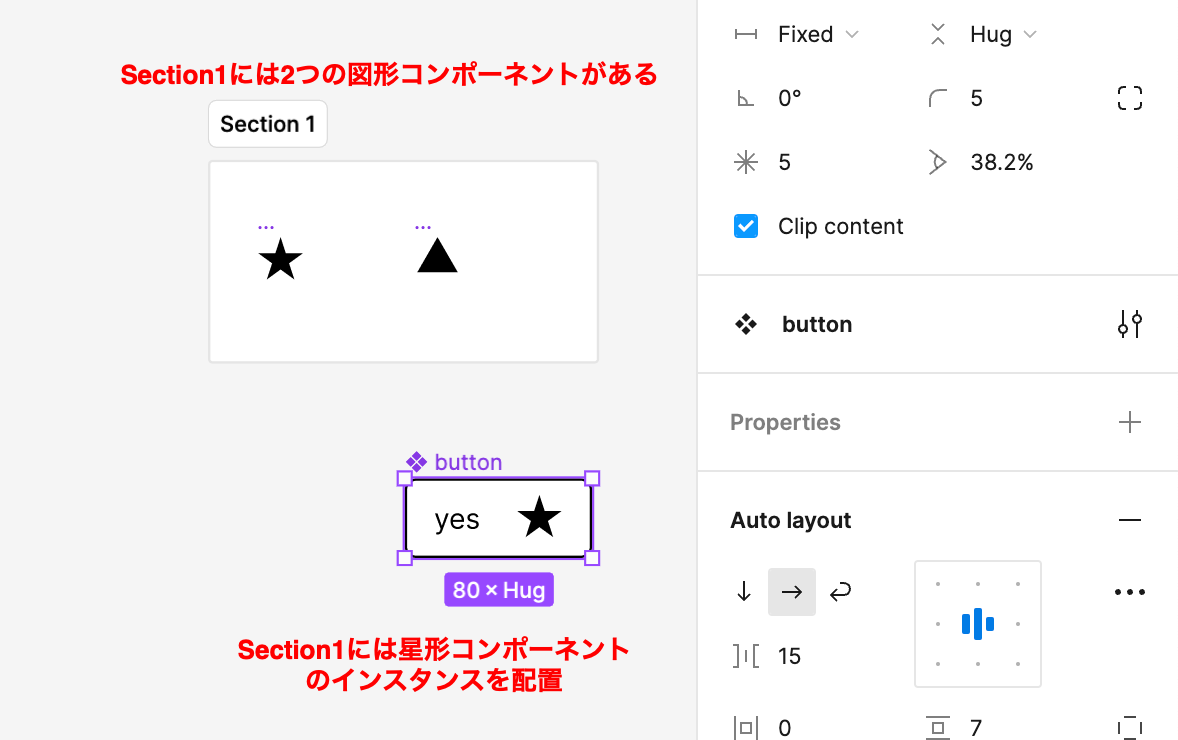 Section1には2つの図形コンポーネントがある
Section 1
...
...
button
yes
80 × Hug
Section1には星形コンポーネント
のインスタンスを配置
Fixed
Hug
0°
5
5
38.2%
Clip content
button
Properties
Auto layout
15
0
7